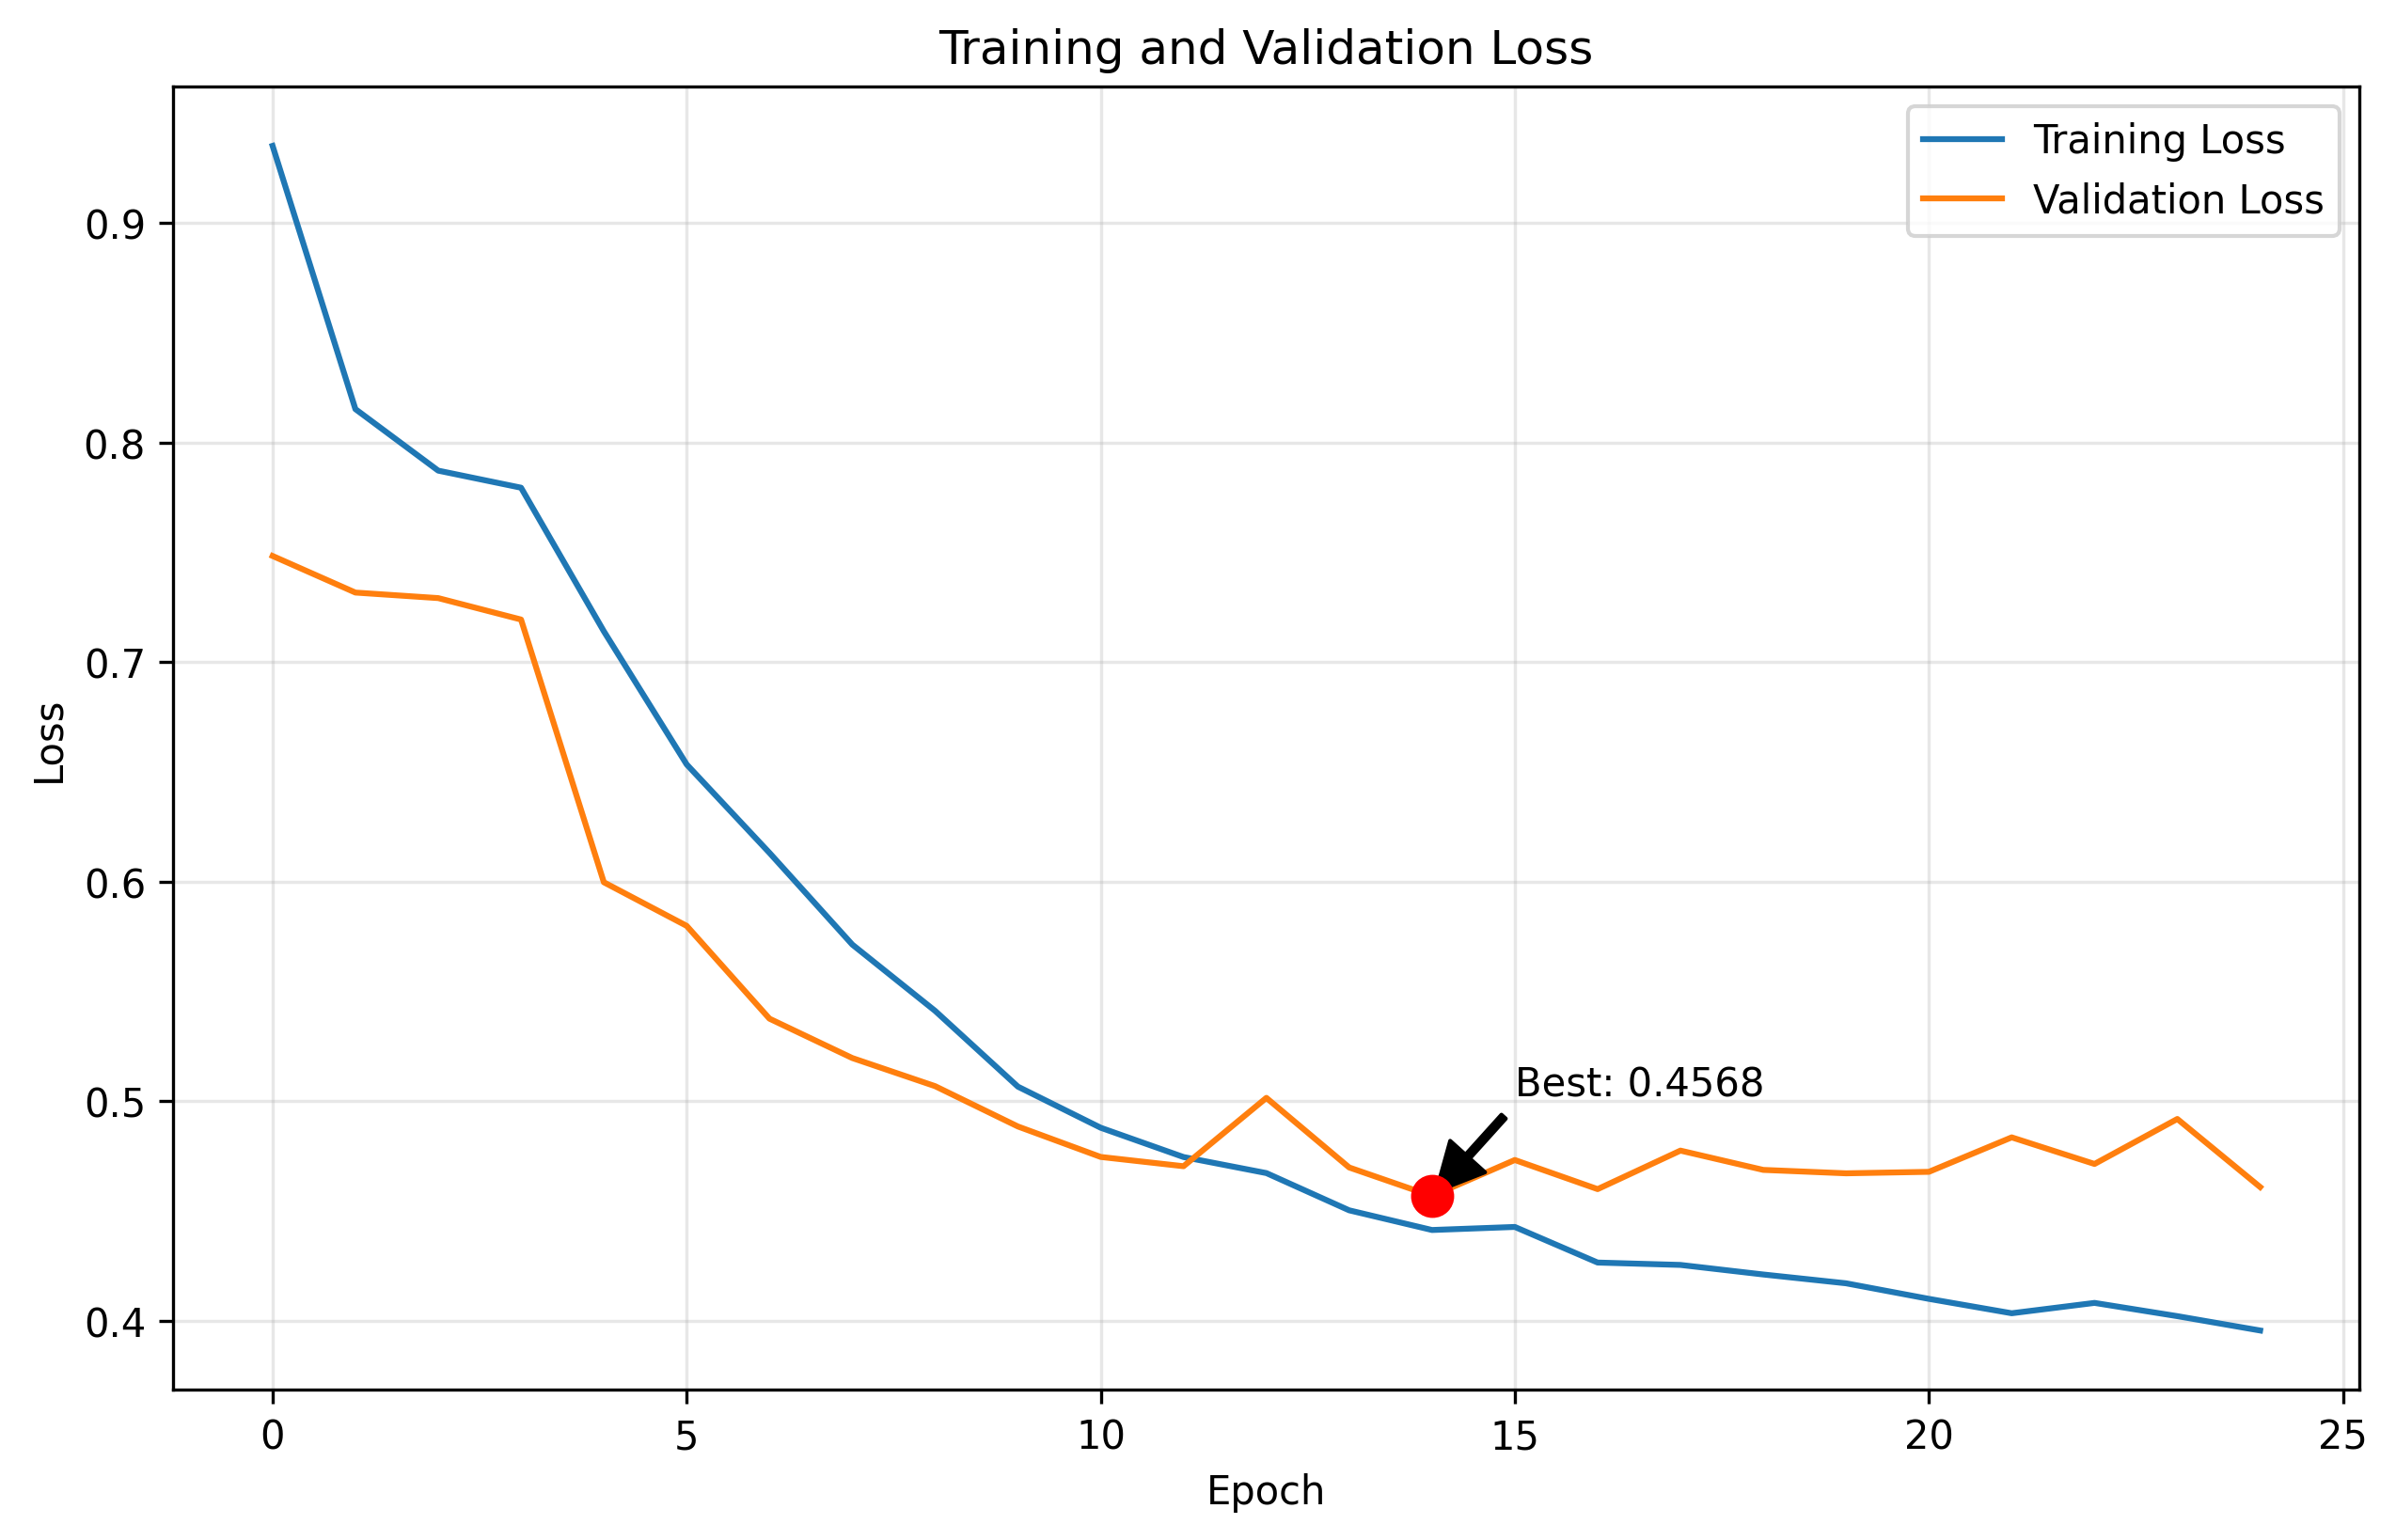 Training and Validation Loss
Training Loss
Validation Loss
0.9
0.8
0.7
0.6
0.5
0.4
Loss
Best: 0.4568
0 5 10 15 20 25
Epoch